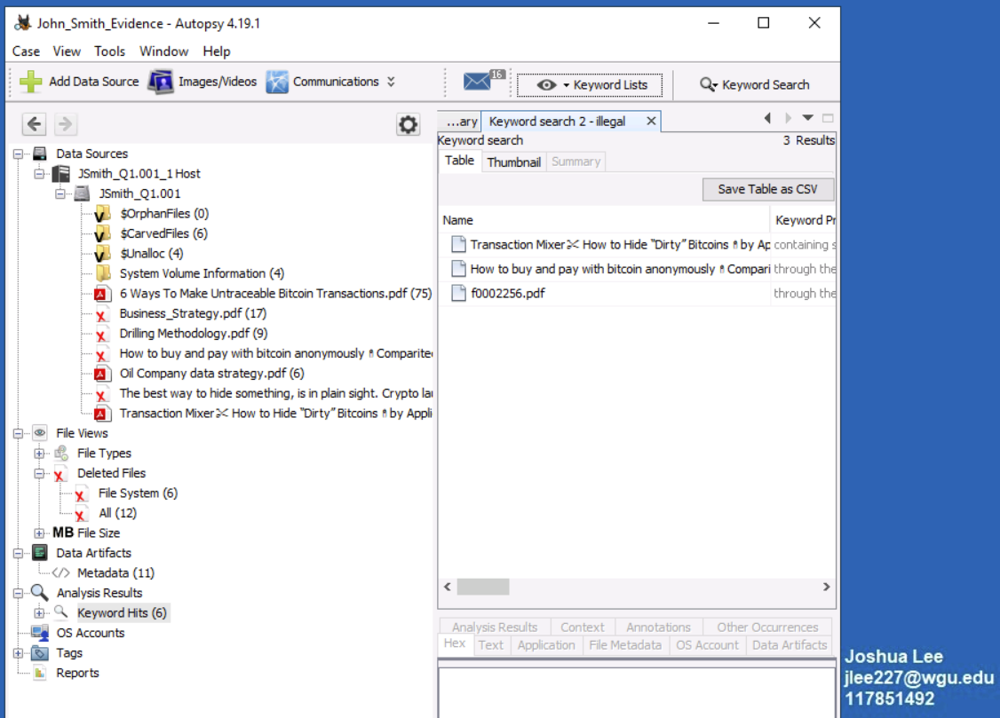 John_Smith_Evidence - Autopsy 4.19.1
Case View Tools Window Help
Add Data Source Images/Videos Communications 16 Keyword Lists Keyword Search
Data Sources
JSmith_Q1.001_1 Host
JSmith_Q1.001
$OrphanFiles (0)
$CarvedFiles (6)
$Unalloc (4)
System Volume Information (4)
6 Ways To Make Untraceable Bitcoin Transactions.pdf (75)
Business_Strategy.pdf (17)
Drilling Methodology.pdf (9)
How to buy and pay with bitcoin anonymously Comparitec
Oil Company data strategy.pdf (6)
The best way to hide something, is in plain sight. Crypto lau
Transaction Mixer How to Hide "Dirty" Bitcoins by Appli
File Views
File Types
Deleted Files
File System (6)
All (12)
MB File Size
Data Artifacts
Metadata (11)
Analysis Results
Keyword Hits (6)
OS Accounts
Tags
Reports
...ary Keyword search 2 - illegal
Keyword search 3 Results
Table Thumbnail Summary
Save Table as CSV
Name Keyword Pr
Transaction Mixer How to Hide "Dirty" Bitcoins by Ap containing s
How to buy and pay with bitcoin anonymously Compari through the
f0002256.pdf through the
Analysis Results Context Annotations Other Occurrences
Hex Text Application File Metadata OS Account Data Artifacts
Joshua Lee
jlee227@wgu.edu
117851492